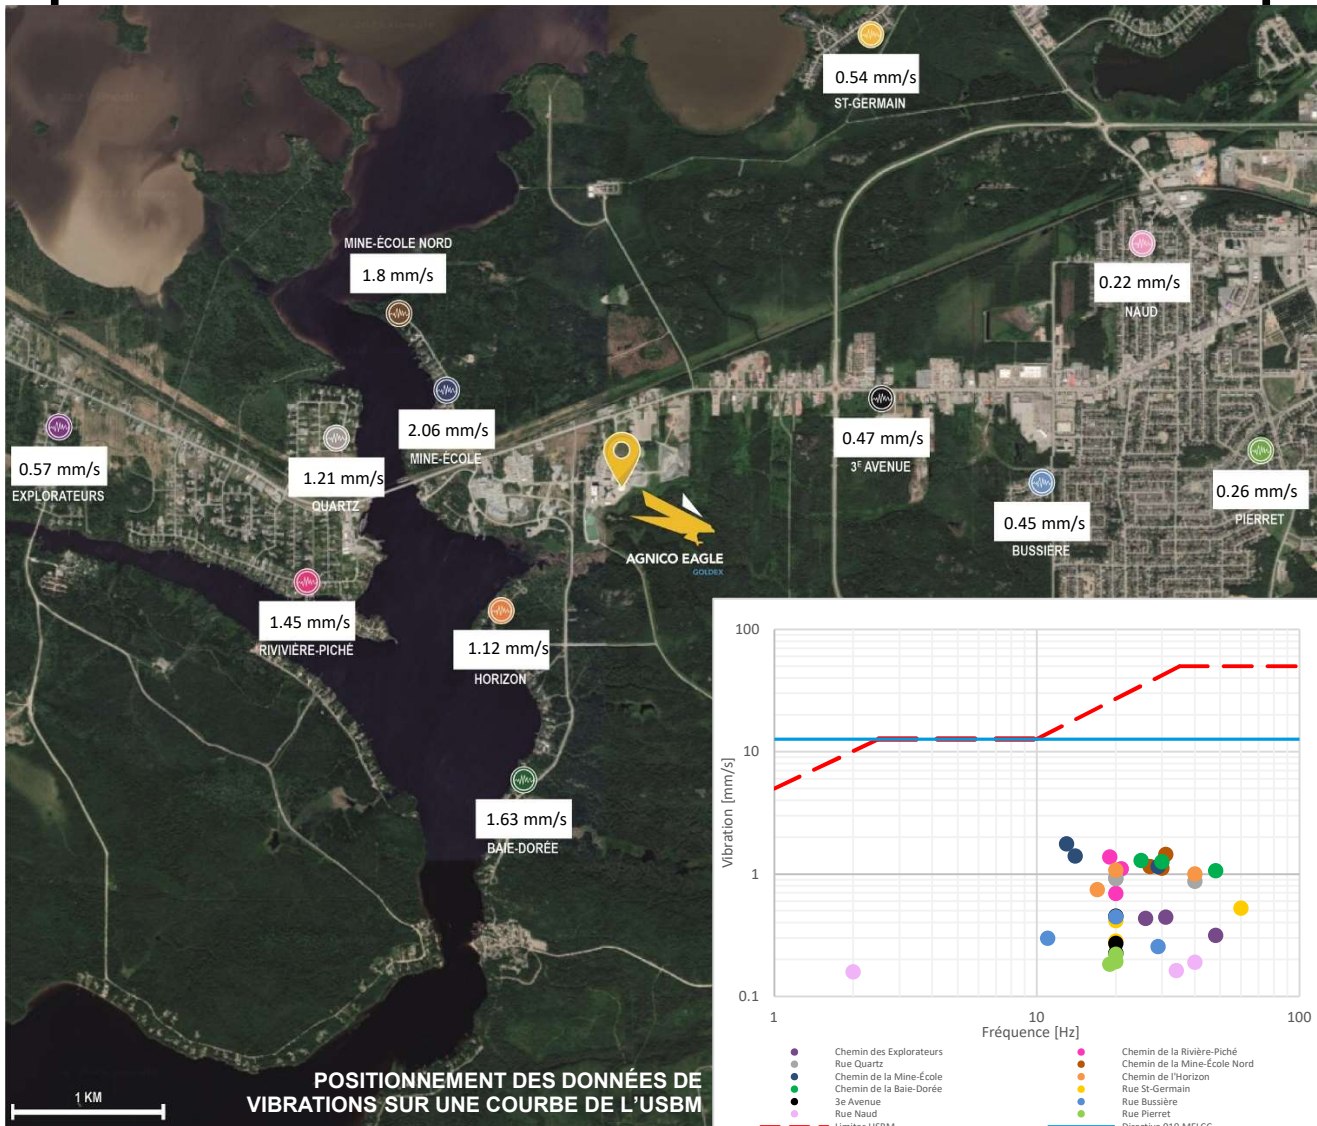 0.54 mm/s
ST-GERMAIN
MINE-ÉCOLE NORD
1.8 mm/s
0.22 mm/s
NAUD
2.06 mm/s
MINE-ÉCOLE
0.57 mm/s
EXPLORATEURS
1.21 mm/s
QUARTZ
0.47 mm/s
3E AVENUE
0.26 mm/s
PIERRET
0.45 mm/s
BUSSIÈRE
AGNICO EAGLE
GOLDEX
1.45 mm/s
RIVIVIÈRE-PICHÉ
1.12 mm/s
HORIZON
1.63 mm/s
BAIE-DORÉE
1 KM
POSITIONNEMENT DES DONNÉES DE
VIBRATIONS SUR UNE COURBE DE L'USBM
100
10
1
0.1
Vibration [mm/s]
1
10
100
Fréquence [Hz]
Chemin des Explorateurs
Chemin de la Rivière-Piché
Rue Quartz
Chemin de la Mine-École Nord
Chemin de la Mine-École
Chemin de l'Horizon
Chemin de la Baie-Dorée
Rue St-Germain
3e Avenue
Rue Bussière
Rue Naud
Rue Pierret
Limites USBM
Directive 019 MELCC